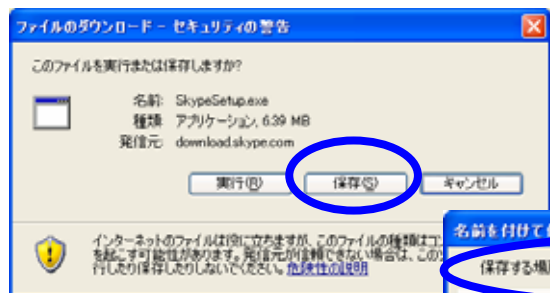 ファイルのダウンロード - セキュリティの警告
このファイルを実行または保存しますか?
名前: SkypeSetup.exe
種類: アプリケーション, 6.39 MB
発信元: download.skype.com
実行(R) 保存(S) キャンセル
インターネットのファイルは役に立ちますが、このファイルの種類はコン
を起こす可能性があります。発信元が信頼できない場合は、この
行したり保存したりしないでください。危険性の説明
名前を付けて
保存する場